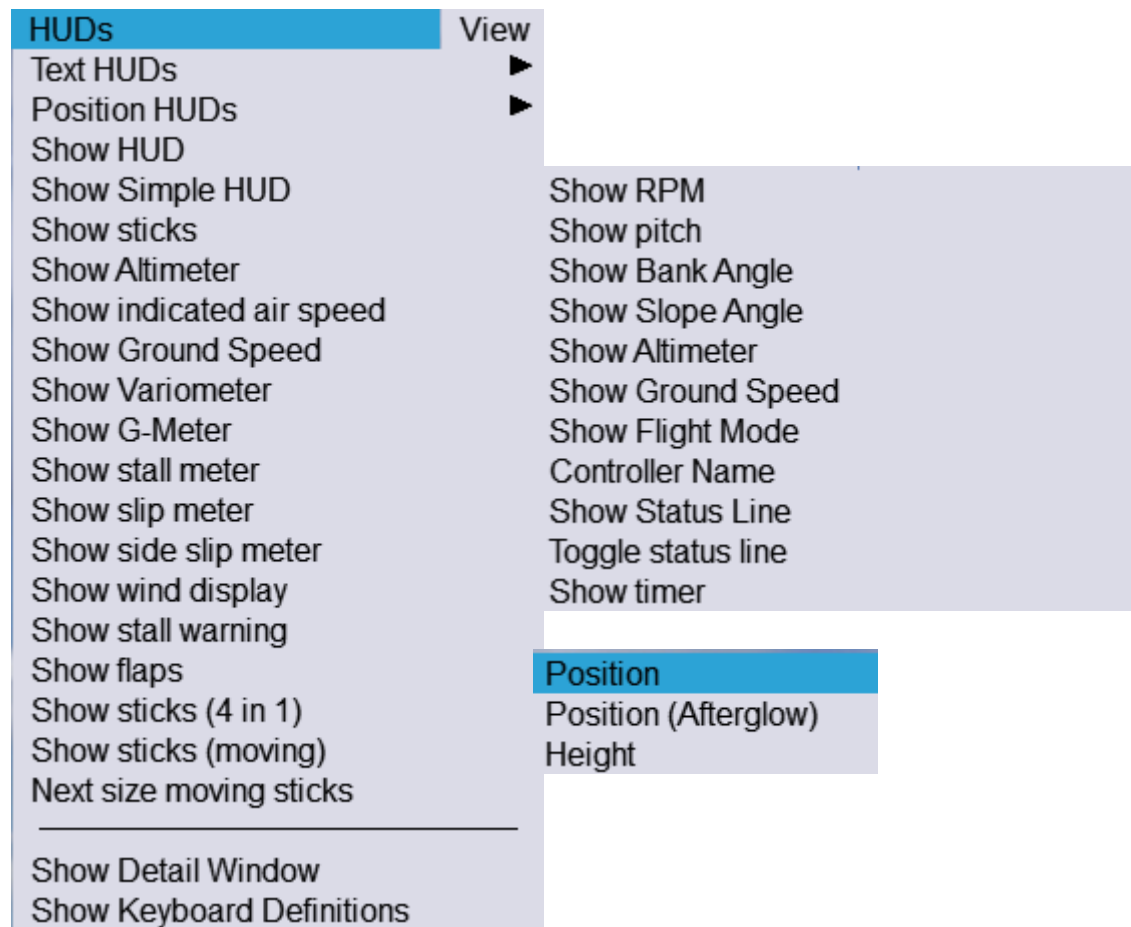 HUDs View
Text HUDs
Position HUDs
Show HUD
Show Simple HUD
Show sticks
Show Altimeter
Show indicated air speed
Show Ground Speed
Show Variometer
Show G-Meter
Show stall meter
Show slip meter
Show side slip meter
Show wind display
Show stall warning
Show flaps
Show sticks (4 in 1)
Show sticks (moving)
Next size moving sticks
Show Detail Window
Show Keyboard Definitions
Show RPM
Show pitch
Show Bank Angle
Show Slope Angle
Show Altimeter
Show Ground Speed
Show Flight Mode
Controller Name
Show Status Line
Toggle status line
Show timer
Position
Position (Afterglow)
Height